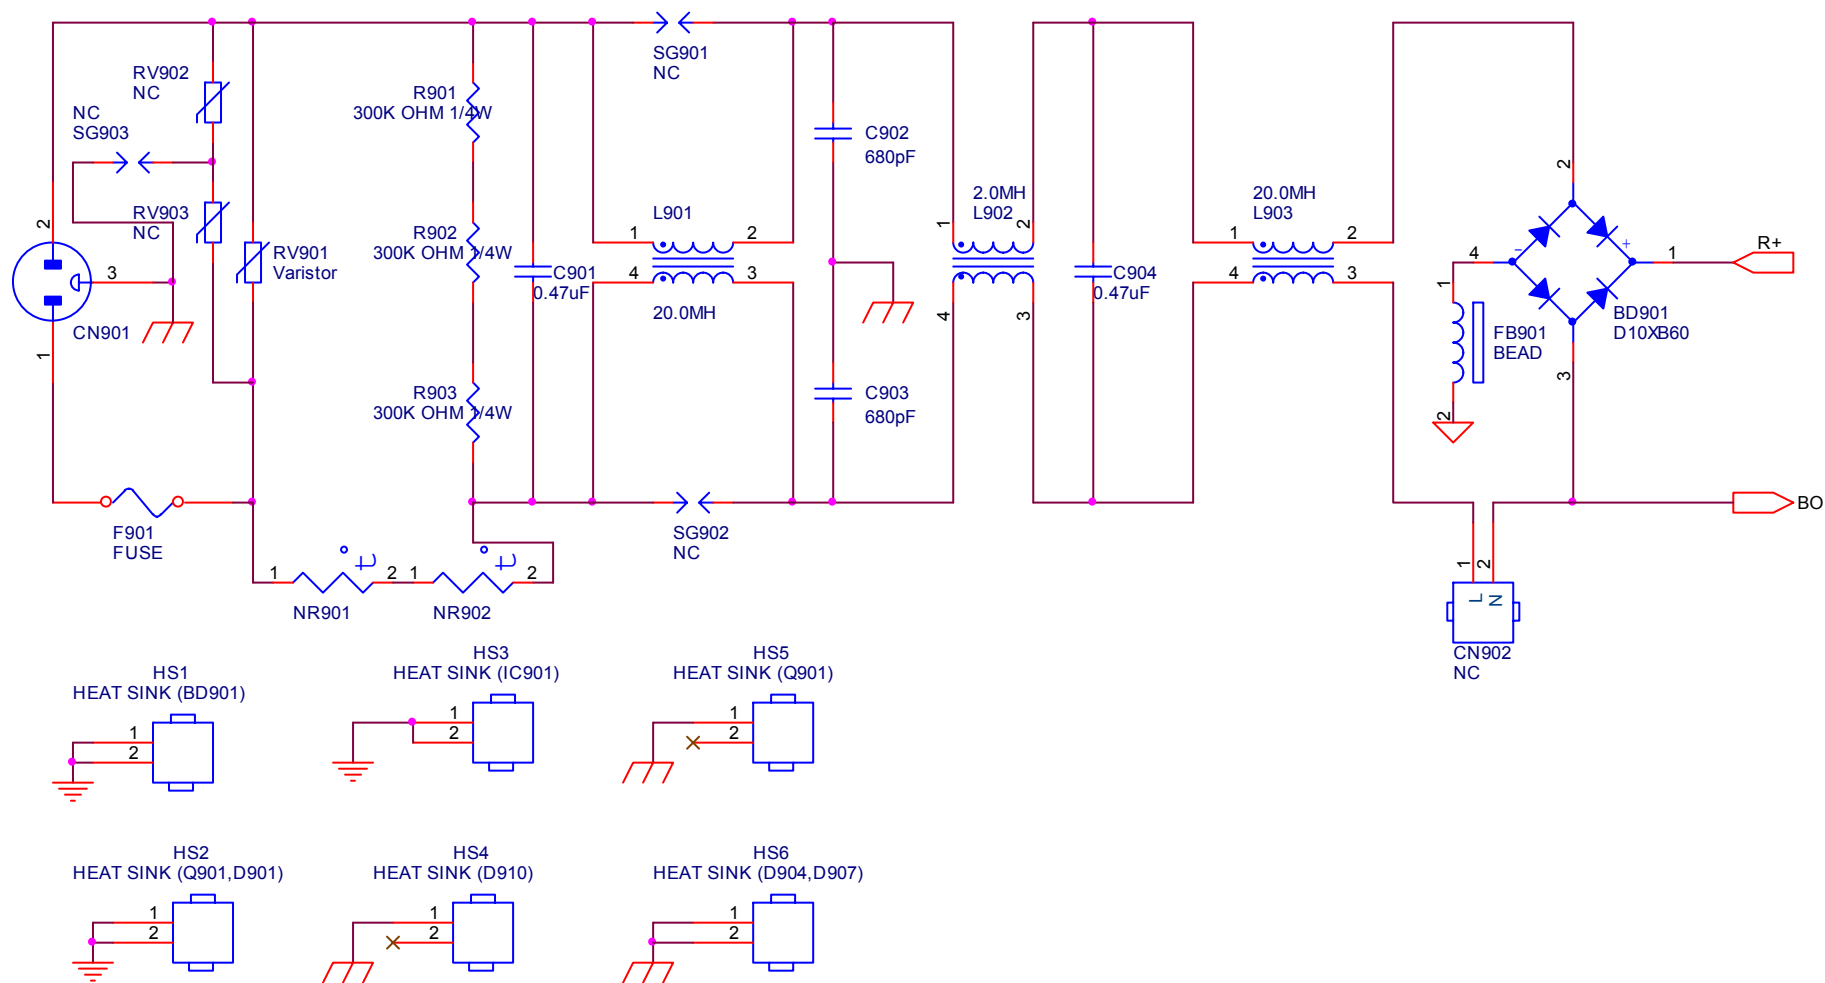 SG901
NC
RV902
NC
NC
SG903
RV903
NC
RV901
Varistor
2
3
CN901
1
F901
FUSE
R901
300K OHM 1/4W
R902
300K OHM 1/4W
R903
300K OHM 1/4W
C901
0.47uF
L901
1
2
4
3
20.0MH
C902
680pF
C903
680pF
SG902
NC
2.0MH
L902
1
2
4
3
C904
0.47uF
20.0MH
L903
1
2
4
3
2
4
-
+
1
R+
BD901
D10XB60
3
1
FB901
BEAD
2
BO
1
2
L
N
CN902
NC
1
t
2
1
t
2
NR901
NR902
HS1
HEAT SINK (BD901)
1
2
HS3
HEAT SINK (IC901)
1
2
HS5
HEAT SINK (Q901)
1
2
HS2
HEAT SINK (Q901,D901)
1
2
HS4
HEAT SINK (D910)
1
2
HS6
HEAT SINK (D904,D907)
1
2